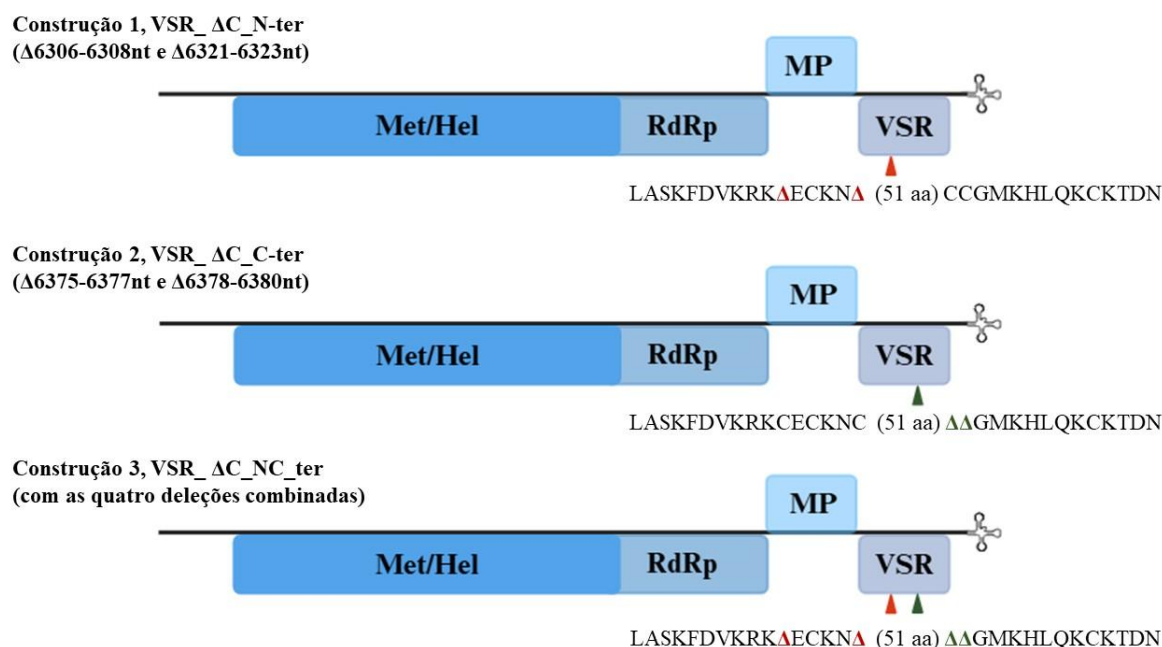 Construção 1, VSR_ ΔC_N-ter
(Δ6306-6308nt e Δ6321-6323nt)
MP
Met/Hel RdRp VSR
LASKFDVKRKΔECKNΔ (51 aa) CCGMKHLQKCKTDN
Construção 2, VSR_ ΔC_C-ter
(Δ6375-6377nt e Δ6378-6380nt)
MP
Met/Hel RdRp VSR
LASKFDVKRKCECKNC (51 aa) ΔΔGMKHLQKCKTDN
Construção 3, VSR_ ΔC_NC_ter
(com as quatro deleções combinadas)
MP
Met/Hel RdRp VSR
LASKFDVKRKΔECKNΔ (51 aa) ΔΔGMKHLQKCKTDN